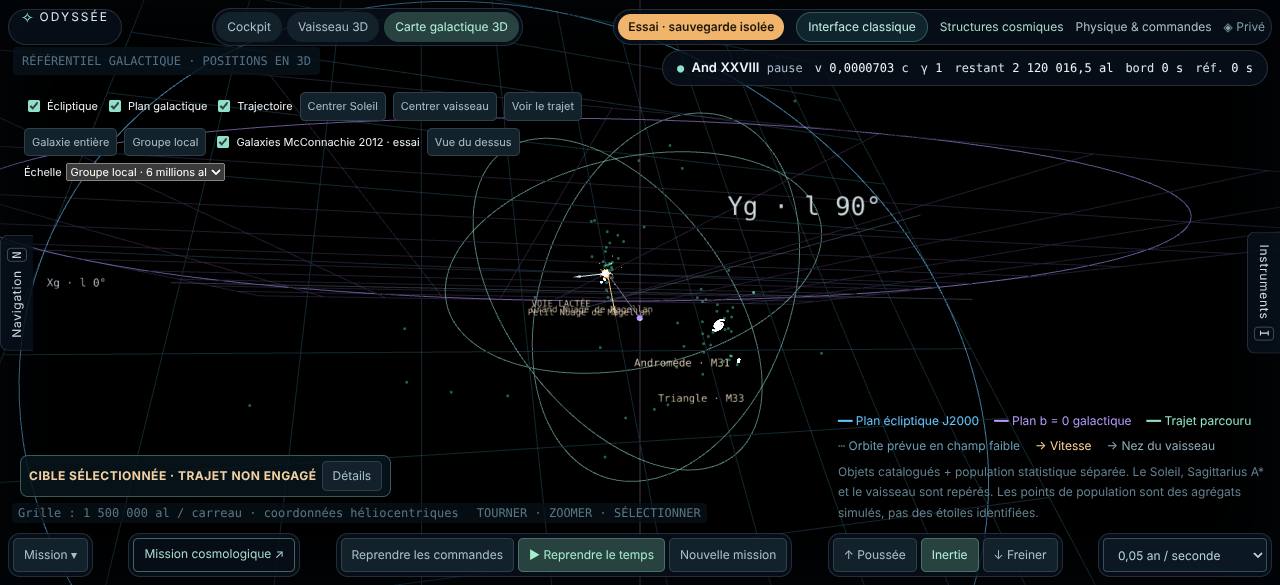 ✧ ODYSSÉE
Cockpit Vaisseau 3D Carte galactique 3D
Essai · sauvegarde isolée Interface classique Structures cosmiques Physique & commandes ◈ Privé
RÉFÉRENTIEL GALACTIQUE · POSITIONS EN 3D
● And XXVIII pause v 0,0000703 c γ 1 restant 2 120 016,5 al bord 0 s réf. 0 s
Écliptique Plan galactique Trajectoire Centrer Soleil Centrer vaisseau Voir le trajet
Galaxie entière Groupe local Galaxies McConnachie 2012 · essai Vue du dessus
Échelle Groupe local · 6 millions al
Yg · l 90°
Xg · l 0°
Navigation N
Instruments I
VOIE LACTÉE
Petit Nuage de Magellan
Andromède · M31
Triangle · M33
Plan écliptique J2000 Plan b = 0 galactique Trajet parcouru
┄ Orbite prévue en champ faible → Vitesse → Nez du vaisseau
Objets catalogués + population statistique séparée. Le Soleil, Sagittarius A*
et le vaisseau sont repérés. Les points de population sont des agrégats
simulés, pas des étoiles identifiées.
CIBLE SÉLECTIONNÉE · TRAJET NON ENGAGÉ Détails
Grille : 1 500 000 al / carreau · coordonnées héliocentriques TOURNER · ZOOMER · SÉLECTIONNER
Mission ▾ Mission cosmologique ↗ Reprendre les commandes ▶ Reprendre le temps Nouvelle mission ↑ Poussée Inertie ↓ Freiner 0,05 an / seconde